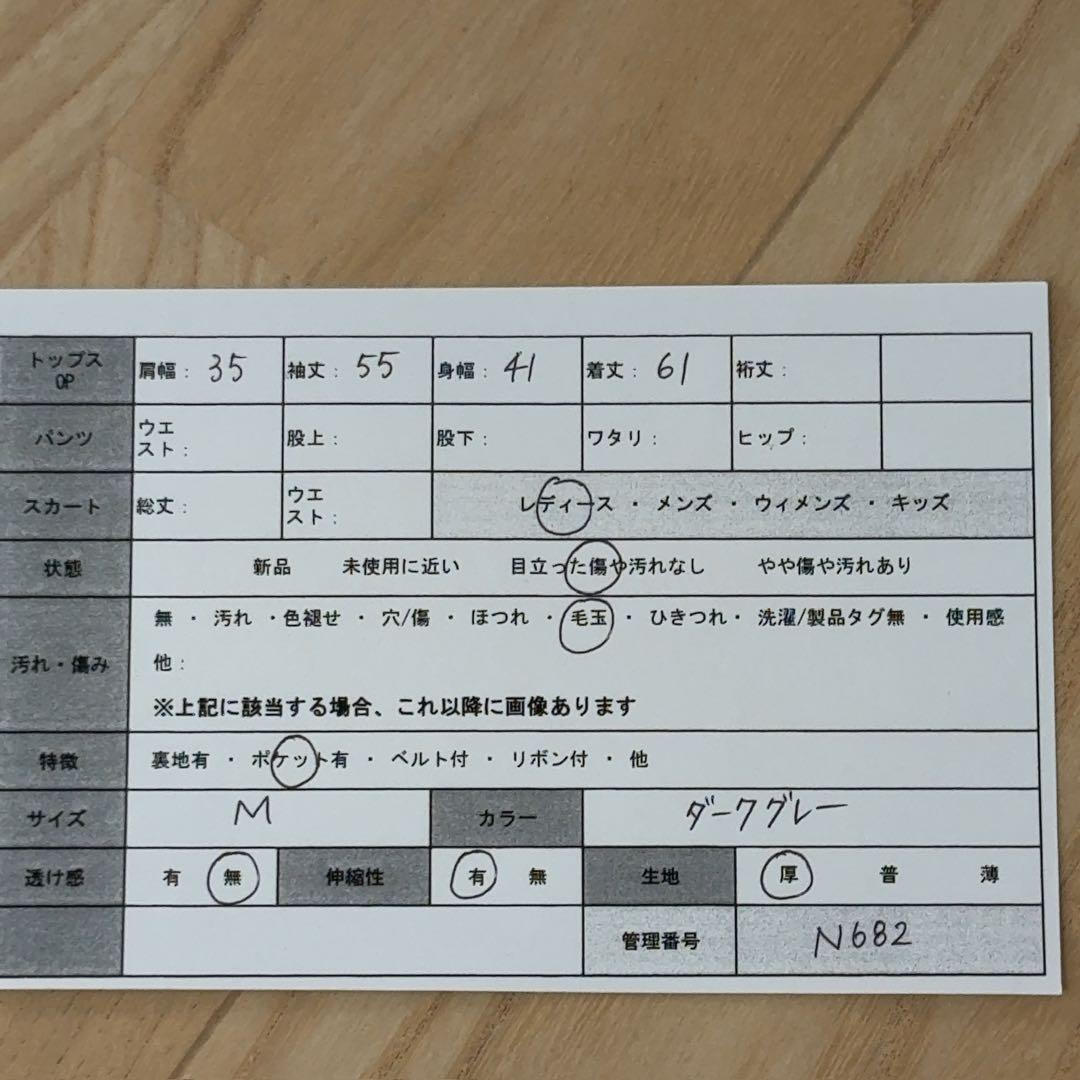 トップス OP 肩幅: 35 袖丈: 55 身幅: 41 着丈: 61 裄丈:
パンツ ウエスト: 股上: 股下: ワタリ: ヒップ:
スカート 総丈: ウエスト: レディース ・ メンズ ・ ウィメンズ ・ キッズ
状態 新品 未使用に近い 目立った傷や汚れなし やや傷や汚れあり
汚れ・傷み 無 ・ 汚れ ・色褪せ ・ 穴/傷 ・ ほつれ ・ 毛玉 ・ ひきつれ・ 洗濯/製品タグ無 ・ 使用感
他:
※上記に該当する場合、これ以降に画像あります
特徴 裏地有 ・ ポケット有 ・ ベルト付 ・ リボン付 ・ 他
サイズ M カラー ダークグレー
透け感 有 無 伸縮性 有 無 生地 厚 普 薄
管理番号 N682